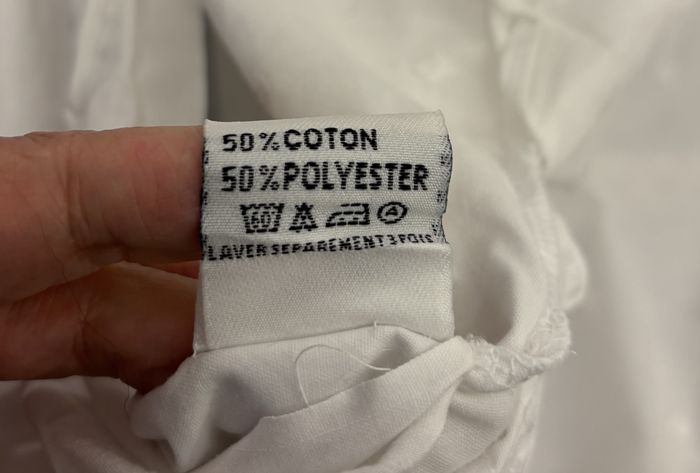 50% COTON
50% POLYESTER
60 A
LAVER SEPAREMENT 3 FOIS